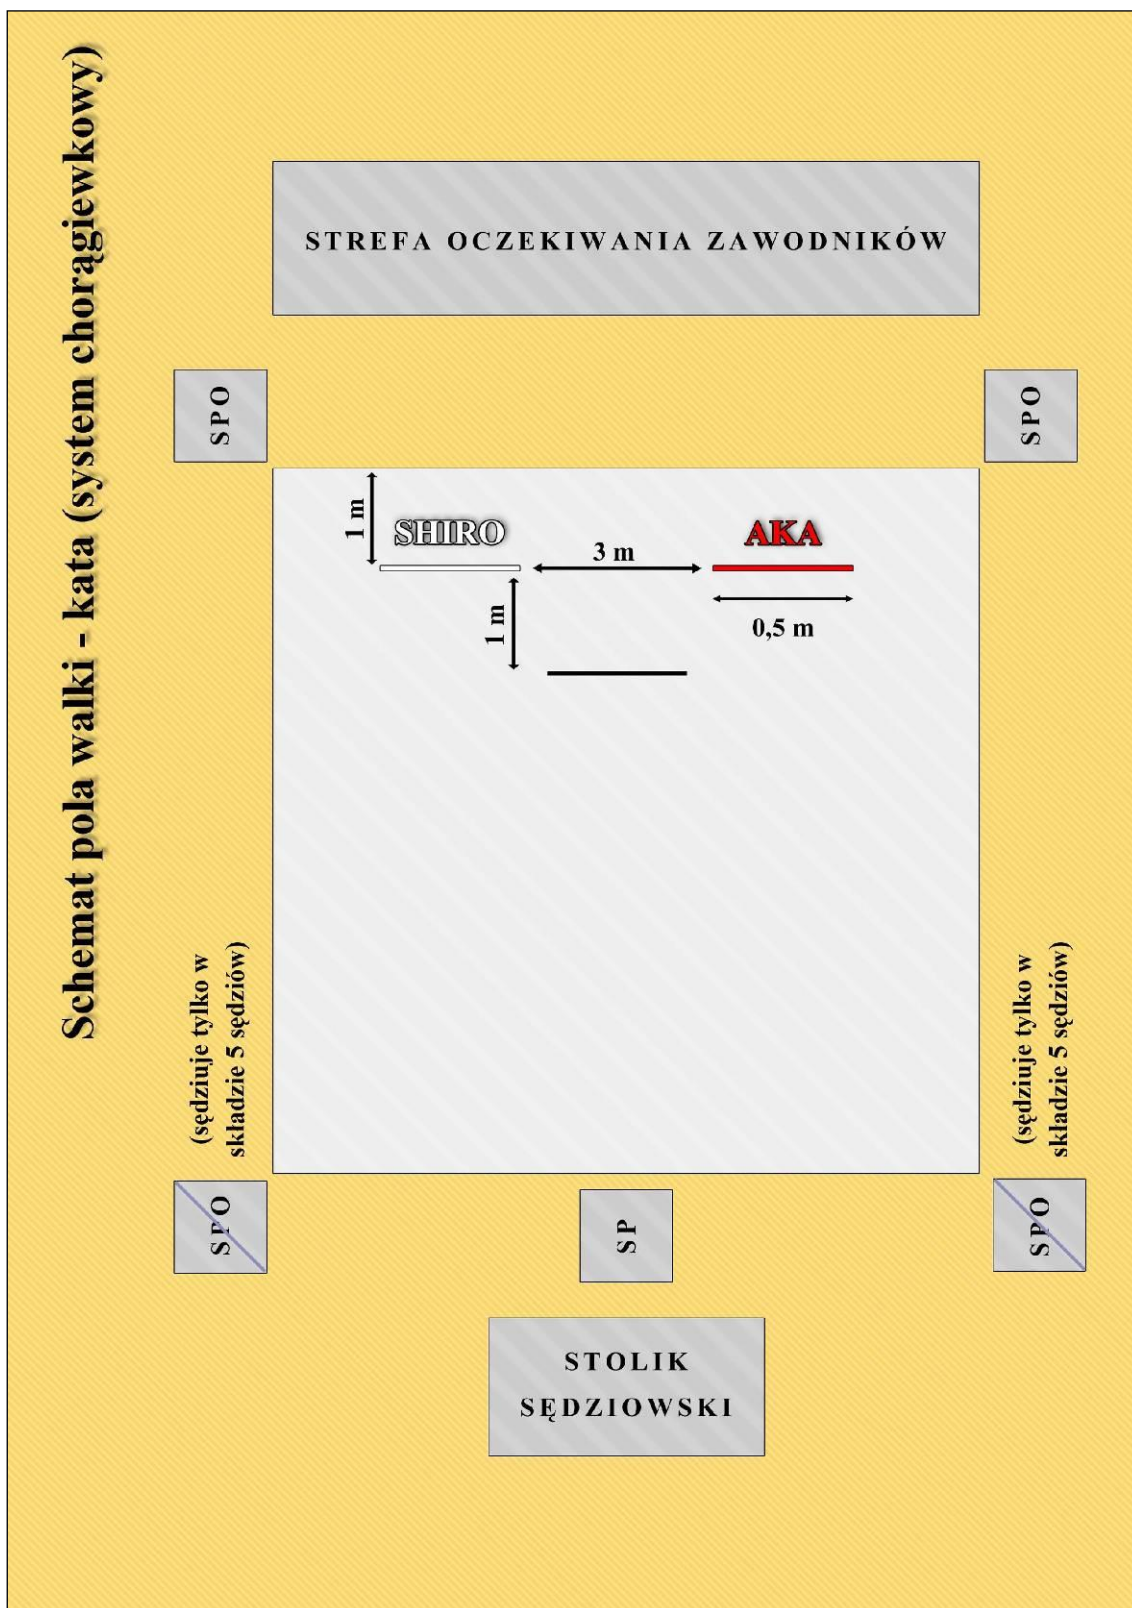 Schemat pola walki - kata (system chorągiewkowy)
STREFA OCZEKIWANIA ZAWODNIKÓW
SPO
SPO
1 m
SHIRO
AKA
3 m
1 m
0,5 m
(sędziuje tylko w
składzie 5 sędziów)
(sędziuje tylko w
składzie 5 sędziów)
SPO
SP
SPO
STOLIK
SĘDZIOWSKI